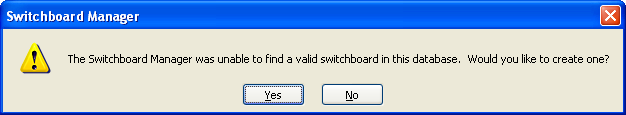 Switchboard Manager
The Switchboard Manager was unable to find a valid switchboard in this database.  Would you like to create one?
Yes
No